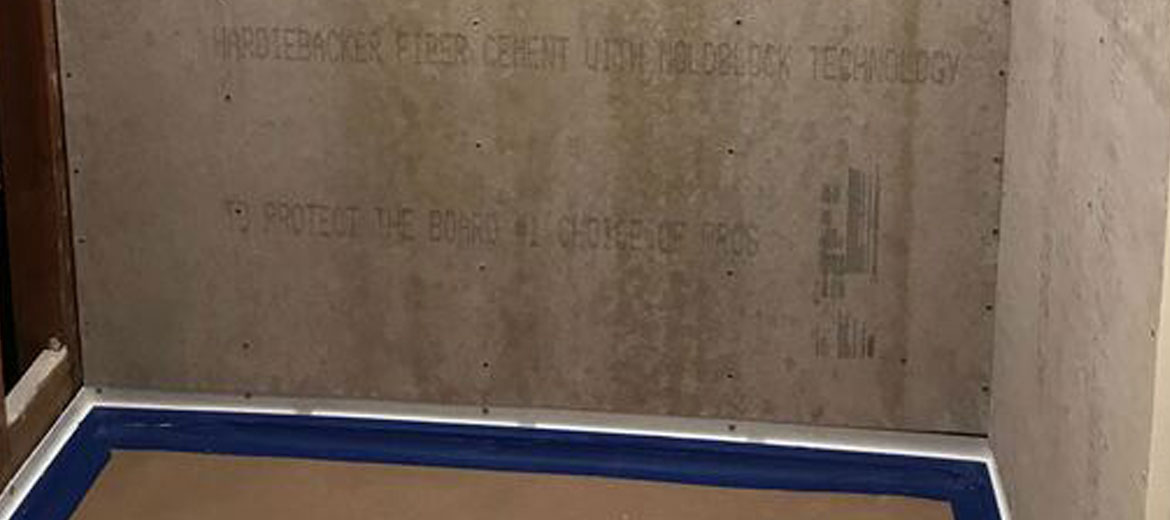 HARDIEBACKER FIBER CEMENT WITH MOLDBLOCK TECHNOLOGY
TO PROTECT THE BOARD #1 CHOICE OF PROS